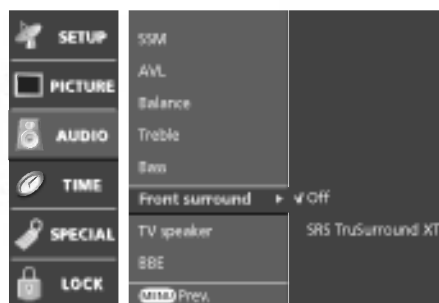 SETUP
PICTURE
AUDIO
TIME
SPECIAL
LOCK
SSM
AVL
Balance
Treble
Bass
Front surround
TV speaker
BBE
MENU Prev.
Off
SRS TruSurround XT